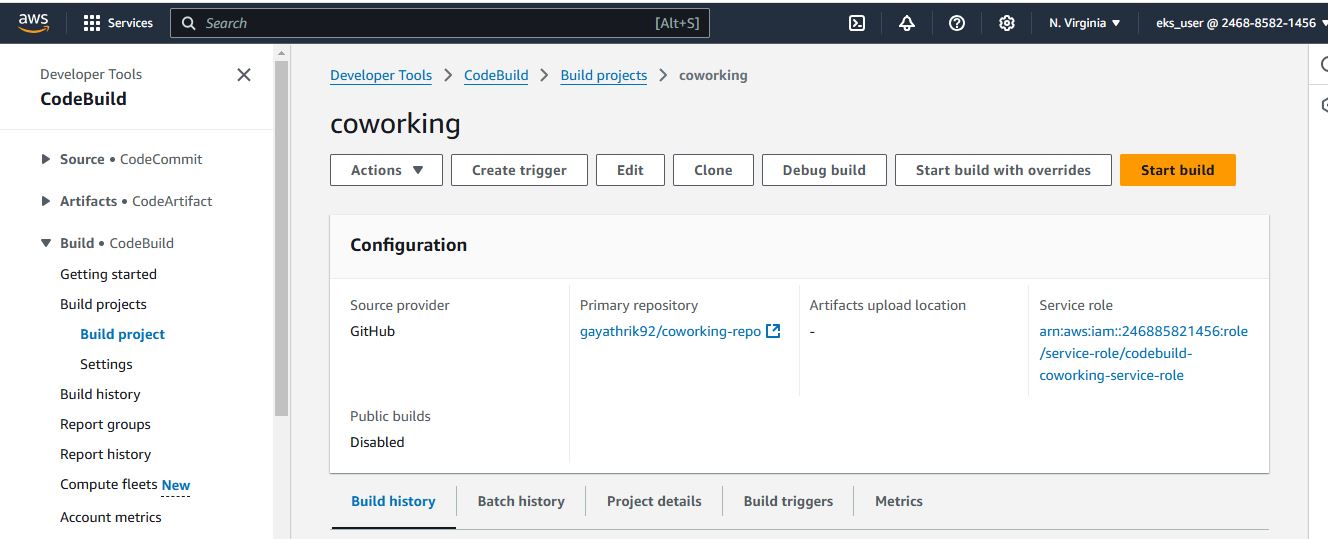 aws
Services
Search
[Alt+S]
N. Virginia
eks_user @ 2468-8582-1456
Developer Tools
CodeBuild
Source • CodeCommit
Artifacts • CodeArtifact
Build • CodeBuild
Getting started
Build projects
Build project
Settings
Build history
Report groups
Report history
Compute fleets New
Account metrics
Developer Tools > CodeBuild > Build projects > coworking
coworking
Actions
Create trigger
Edit
Clone
Debug build
Start build with overrides
Start build
Configuration
Source provider
GitHub
Primary repository
gayathrik92/coworking-repo
Artifacts upload location
-
Service role
arn:aws:iam::246885821456:role
/service-role/codebuild-
coworking-service-role
Public builds
Disabled
Build history
Batch history
Project details
Build triggers
Metrics